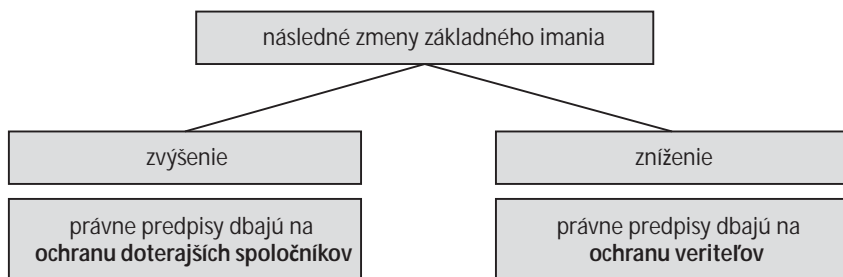 následné zmeny základného imania
zvýšenie
zníženie
právne predpisy dbajú na
ochranu doterajších spoločníkov
právne predpisy dbajú na
ochranu veriteľov